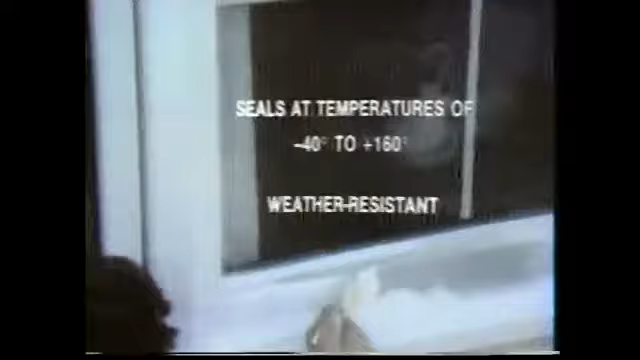 SEALS AT TEMPERATURES OF
-40° TO +160°
WEATHER-RESISTANT